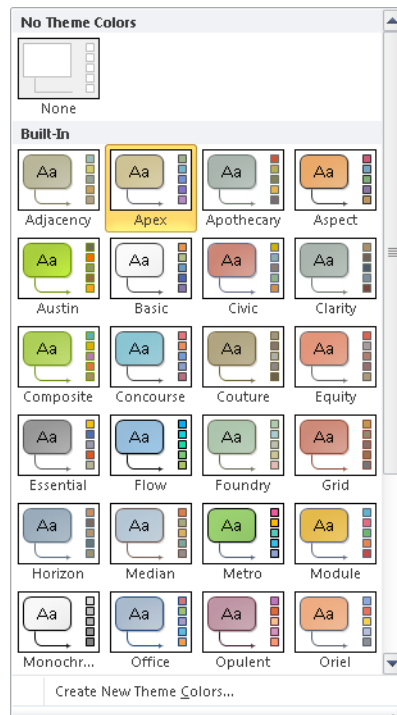 No Theme Colors
None
Built-In
Aa Aa Aa Aa
Adjacency Apex Apothecary Aspect
Aa Aa Aa Aa
Austin Basic Civic Clarity
Aa Aa Aa Aa
Composite Concourse Couture Equity
Aa Aa Aa Aa
Essential Flow Foundry Grid
Aa Aa Aa Aa
Horizon Median Metro Module
Aa Aa Aa Aa
Monochr... Office Opulent Oriel
Create New Theme Colors...